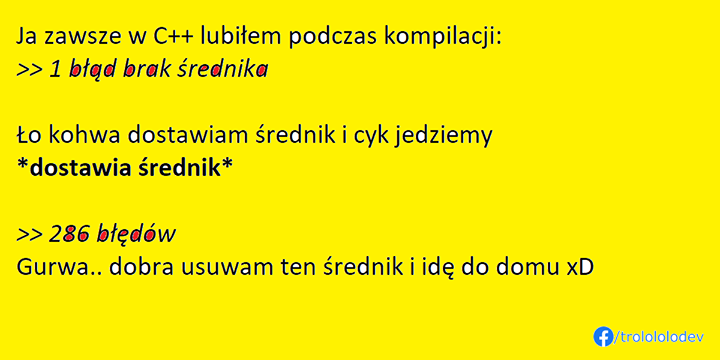 Ja zawsze w C++ lubiłem podczas kompilacji:
>> 1 błąd brak średnika
Ło kohwa dostawiam średnik i cyk jedziemy
*dostawia średnik*
>> 286 błędów
Gurwa.. dobra usuwam ten średnik i idę do domu xD
/trolololodev